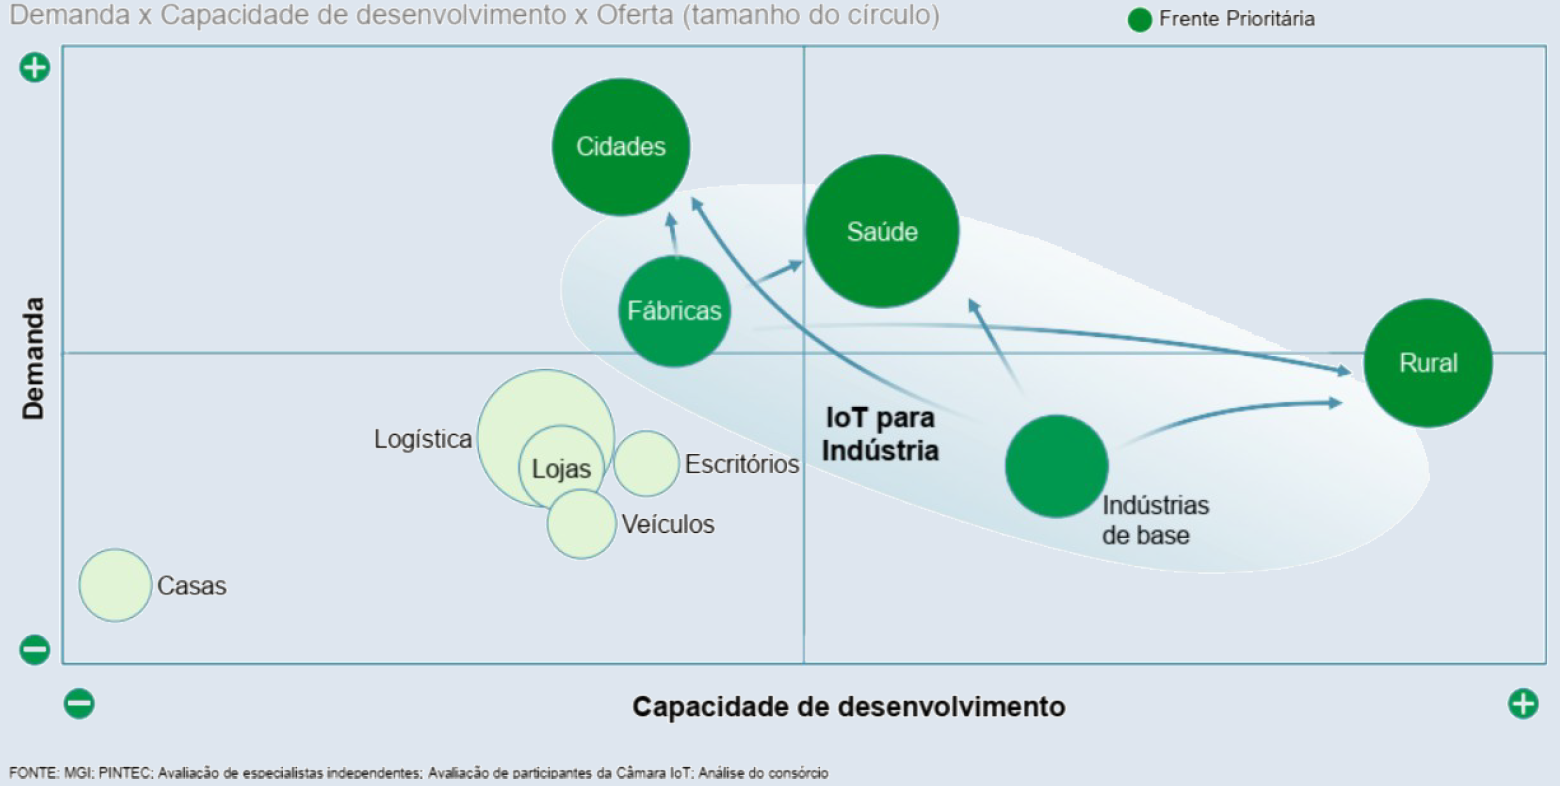 Demanda x Capacidade de desenvolvimento x Oferta (tamanho do círculo)
Frente Prioritária
Cidades
Saúde
Fábricas
Rural
Demanda
IoT para
Indústria
Logística
Lojas
Escritórios
Indústrias
de base
Veículos
Casas
Capacidade de desenvolvimento
FONTE: MGI; PINTEC; Avaliação de especialistas independentes; Avaliação de participantes da Câmara IoT; Análise do consórcio